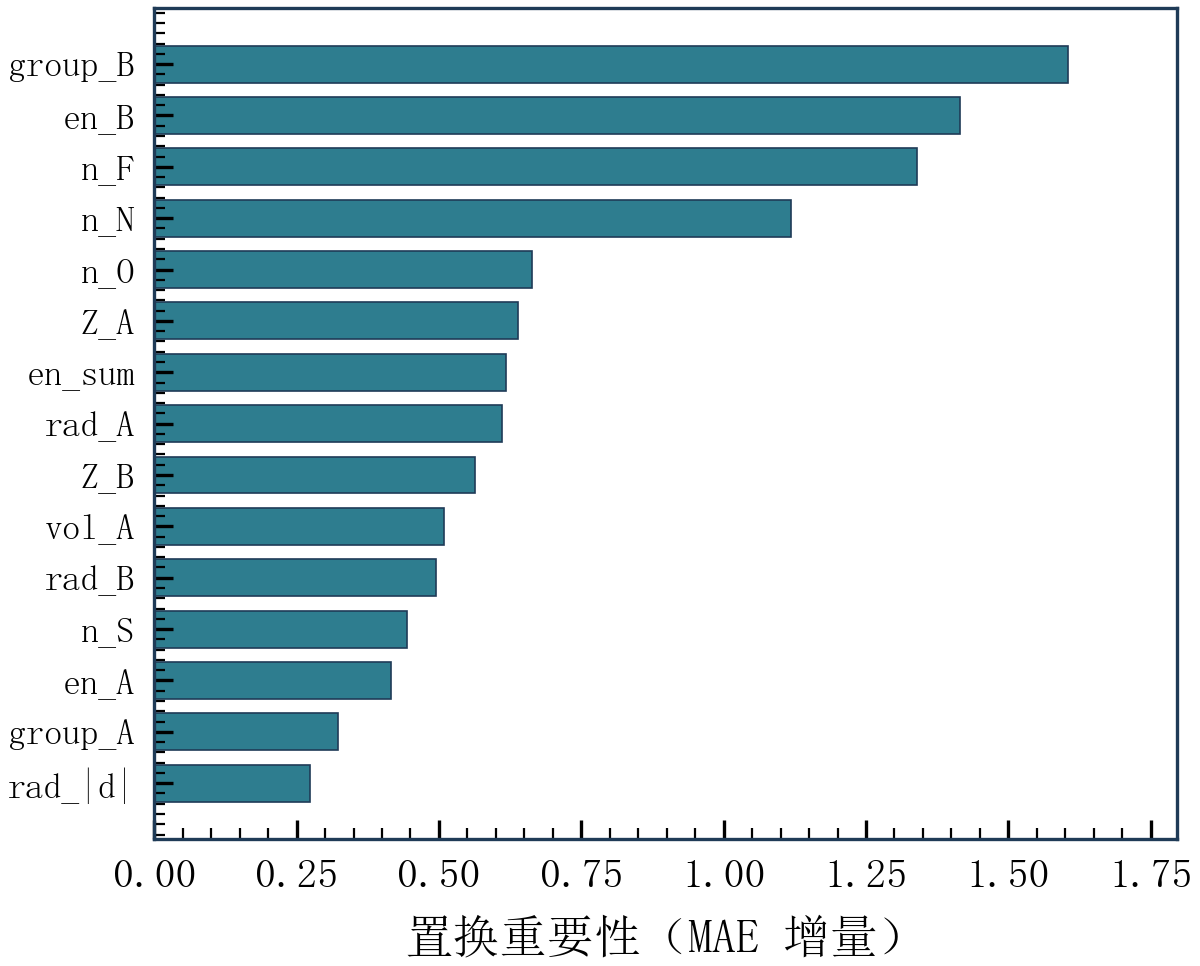 group_B
en_B
n_F
n_N
n_O
Z_A
en_sum
rad_A
Z_B
vol_A
rad_B
n_S
en_A
group_A
rad_|d|
0.00 0.25 0.50 0.75 1.00 1.25 1.50 1.75
置换重要性（MAE 增量）